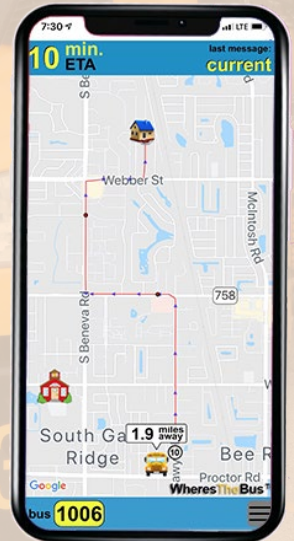 7:30
LTE
10 min.
ETA
last message:
current
S Be
Webber St
McIntosh Rd
758
S Beneva Rd
1.9 miles
away
South Ga
Ridge
10
Bee R
Proctor Rd
Google
WheresTheBus
bus 1006